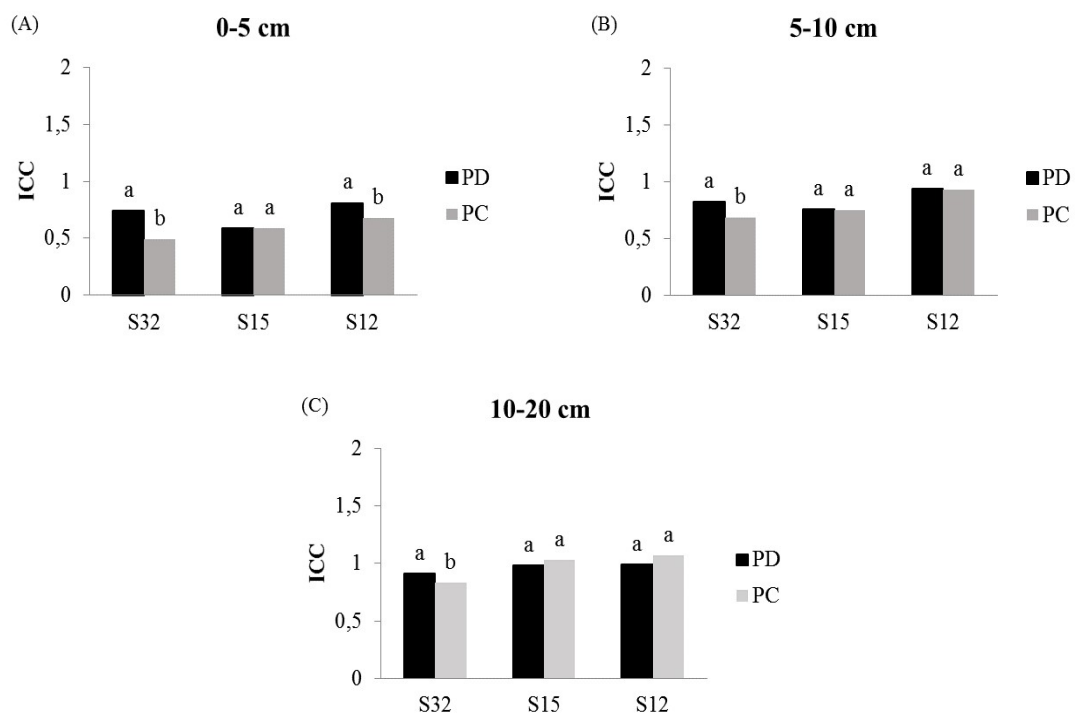 (A)
0-5 cm
2
1,5
1
0,5
0
ICC
a b a a a b
S32 S15 S12
PD
PC
(B)
5-10 cm
2
1,5
1
0,5
0
ICC
a b a a a a
S32 S15 S12
PD
PC
(C)
10-20 cm
2
1,5
1
0,5
0
ICC
a b a a a a
S32 S15 S12
PD
PC